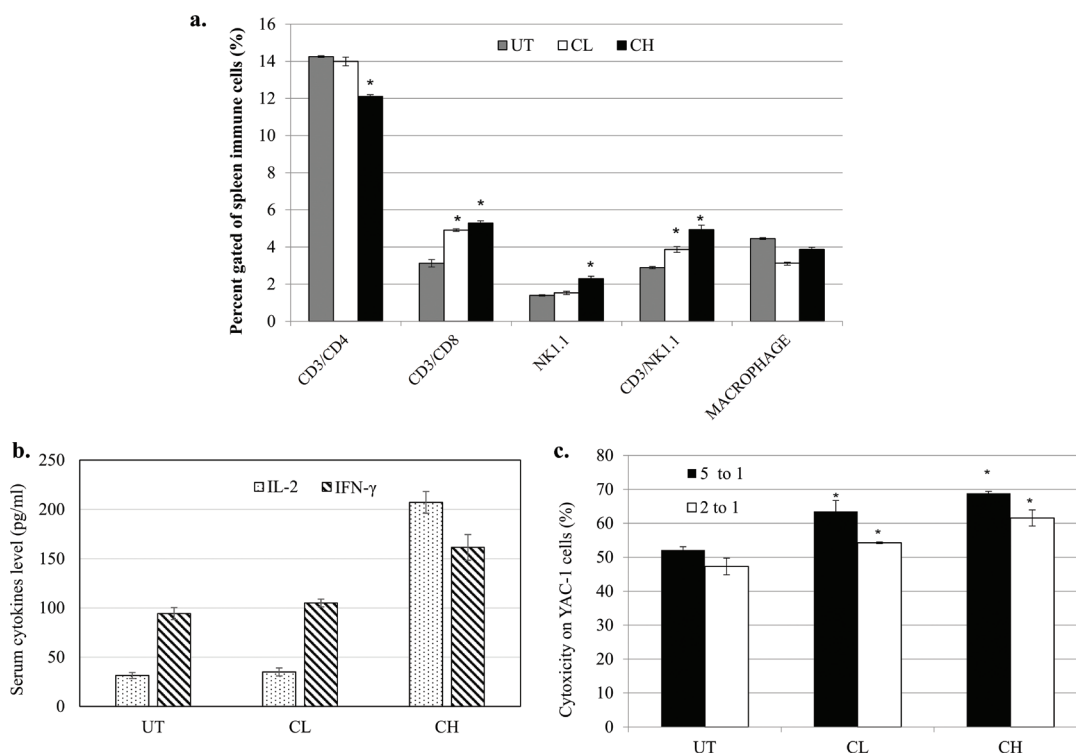 a.
Percent gated of spleen immune cells (%)
16
14
12
10
8
6
4
2
0
UT CL CH
*
* *
*
* *
CD3/CD4
CD3/CD8
NK1.1
CD3/NK1.1
MACROPHAGE
b.
Serum cytokines level (pg/ml)
250
200
150
100
50
0
IL-2 IFN-γ
UT CL CH
c.
Cytoxicity on YAC-1 cells (%)
80
70
60
50
40
30
20
10
0
5 to 1
2 to 1
* *
* *
UT CL CH